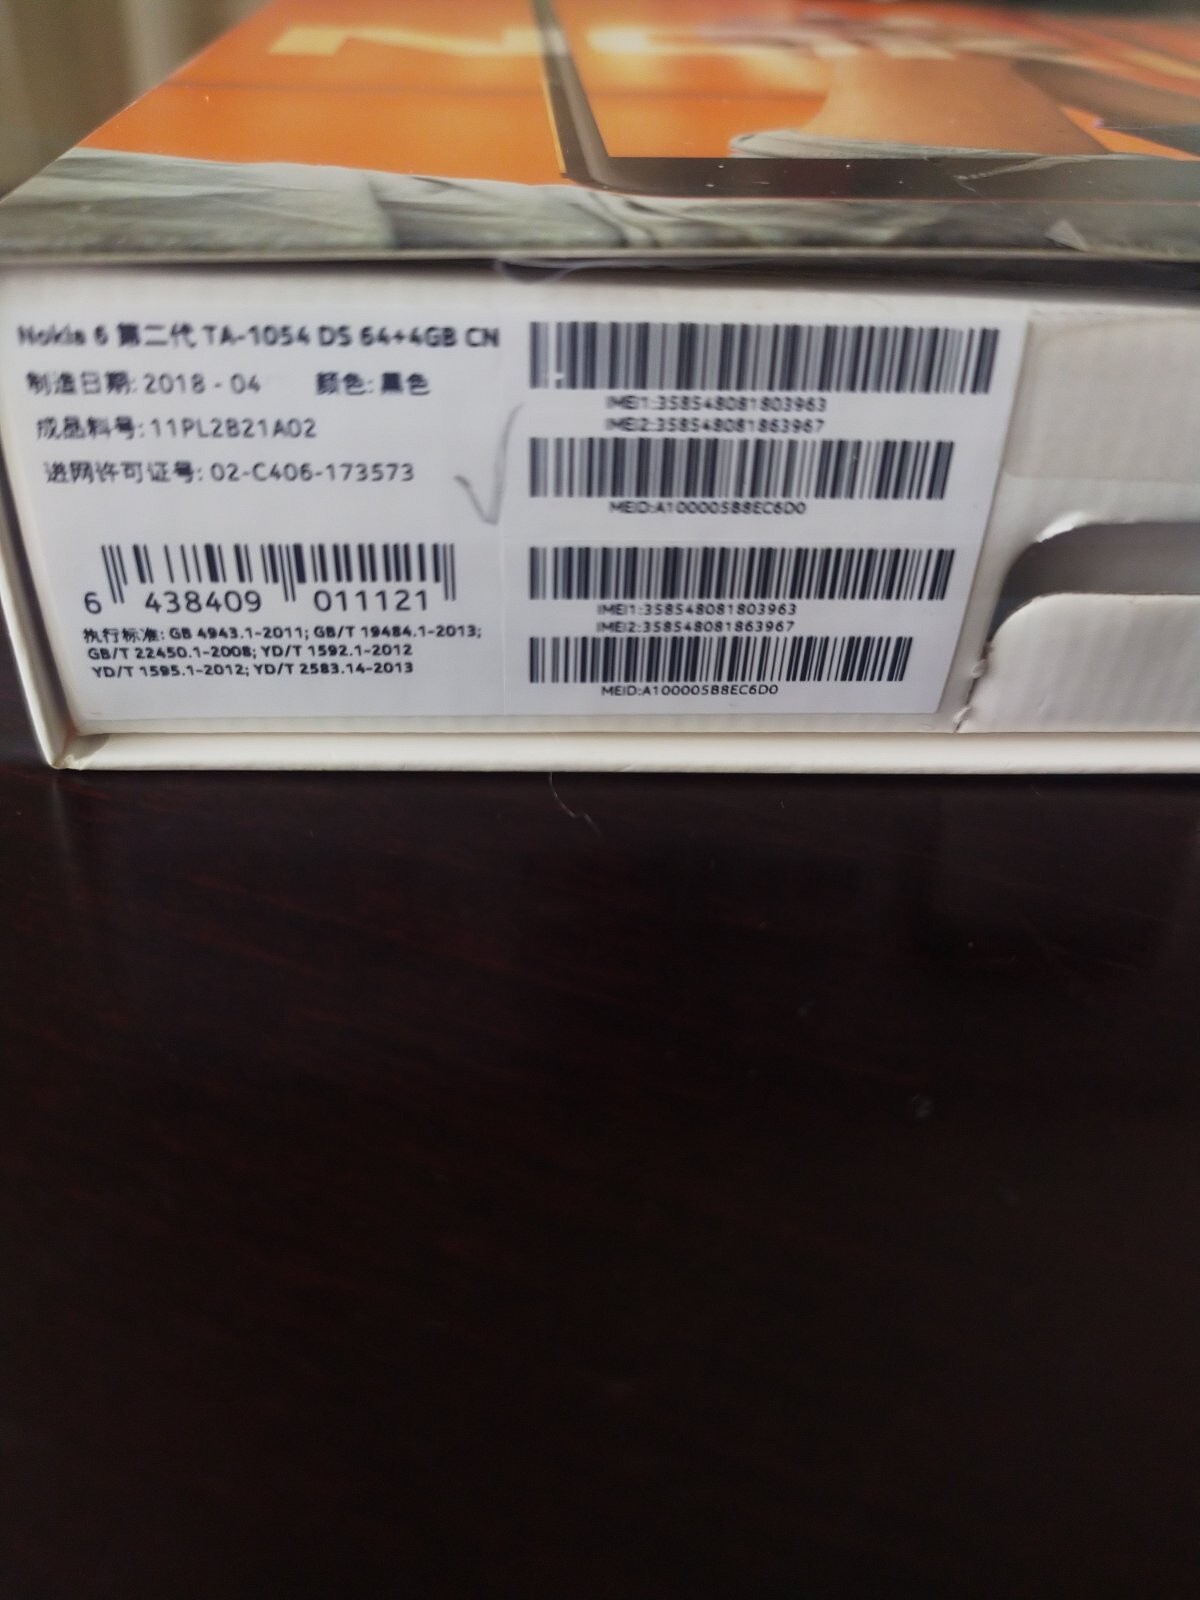 NOKIA
Nokia 6 第二代 TA-1054 DS 64+4GB CN
制造日期: 2018 - 04 颜色: 黑色
成品料号: 11PL2B21A02
进网许可证号: 02-C406-173573
6 438409 011121
执行标准: GB 4943.1-2011; GB/T 19484.1-2013;
GB/T 22450.1-2008; YD/T 1592.1-2012
YD/T 1595.1-2012; YD/T 2583.14-2013
IMEI1:358548081803963
IMEI2:358548081863967
MEID:A100005B8EC6D0
IMEI1:358548081803963
IMEI2:358548081863967
MEID:A100005B8EC6D0